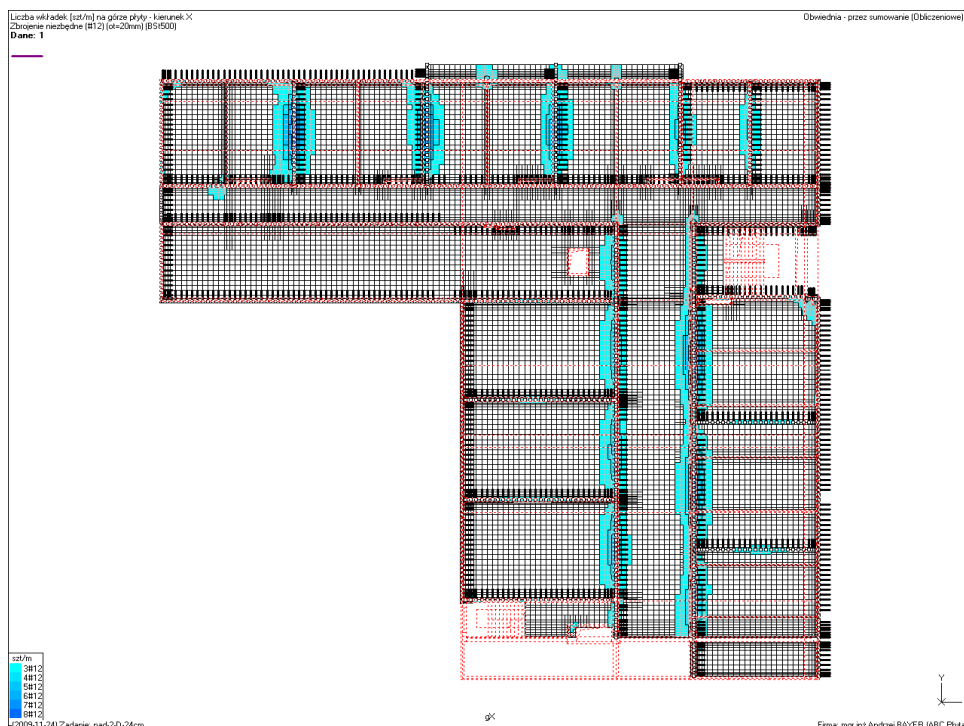 Liczba wkładek [szt/m] na górze płyty - kierunek X
Obwiednia - przez sumowanie (Obliczeniowe)
Zbrojenie niezbędne (#12) (ot=20mm) (BSt500)
Dane: 1
szt/m
3#12
4#12
5#12
6#12
7#12
8#12
(2009-11-24) Zadanie: nad-2-D-24cm
X
Y
X
Firma: mgr inż Andrzej BAYER (ABC Płyta